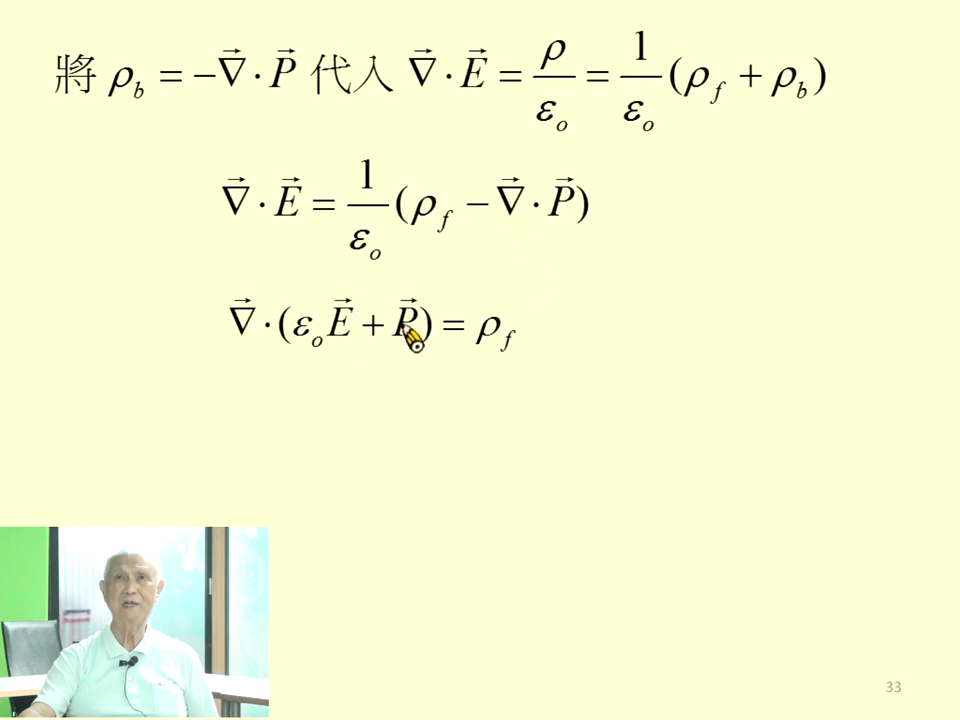 將 ρ_b = −∇⃗ · P⃗ 代入 ∇⃗ · E⃗ = ρ/ε_o = 1/ε_o (ρ_f + ρ_b)
∇⃗ · E⃗ = 1/ε_o (ρ_f − ∇⃗ · P⃗)
∇⃗ · (ε_o E⃗ + P⃗) = ρ_f
33